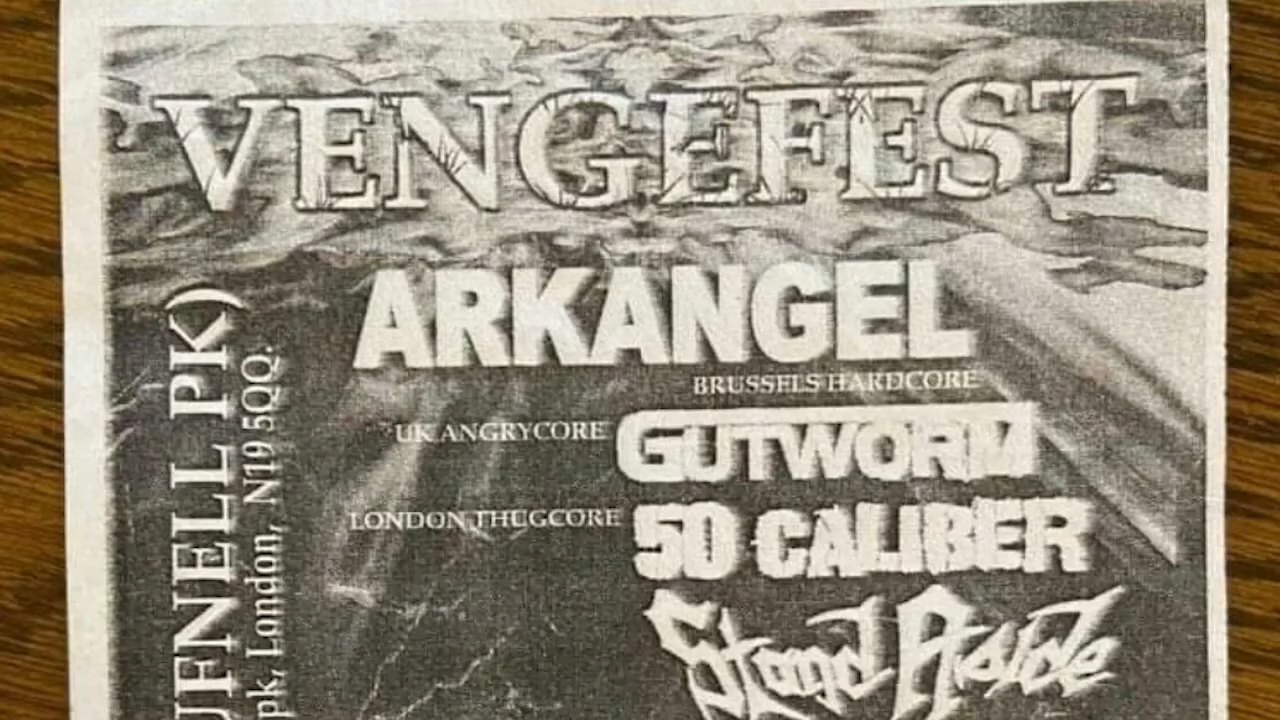 VENGEFEST
ARKANGEL
BRUSSELS HARDCORE
UK ANGRYCORE GUTWORM
LONDON THUGCORE 50 CALIBER
Stand Aside
UFNELL PK)
pk, London, N19 5QQ.